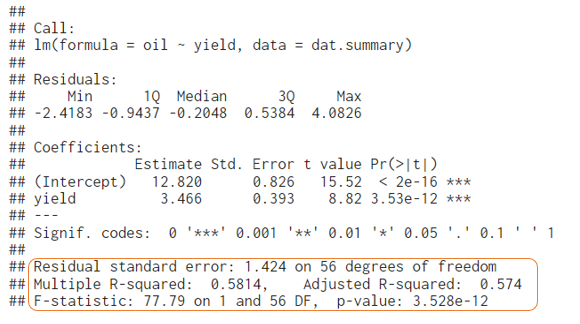 ##
## Call:
## lm(formula = oil ~ yield, data = dat.summary)
##
## Residuals:
##     Min      1Q  Median      3Q     Max
## -2.4183 -0.9437 -0.2048  0.5384  4.0826
##
## Coefficients:
##             Estimate Std. Error t value Pr(>|t|)
## (Intercept)   12.820      0.826   15.52  < 2e-16 ***
## yield          3.466      0.393    8.82 3.53e-12 ***
## ---
## Signif. codes:  0 '***' 0.001 '**' 0.01 '*' 0.05 '.' 0.1 ' ' 1
##
## Residual standard error: 1.424 on 56 degrees of freedom
## Multiple R-squared:  0.5814,    Adjusted R-squared:  0.574
## F-statistic: 77.79 on 1 and 56 DF,  p-value: 3.528e-12